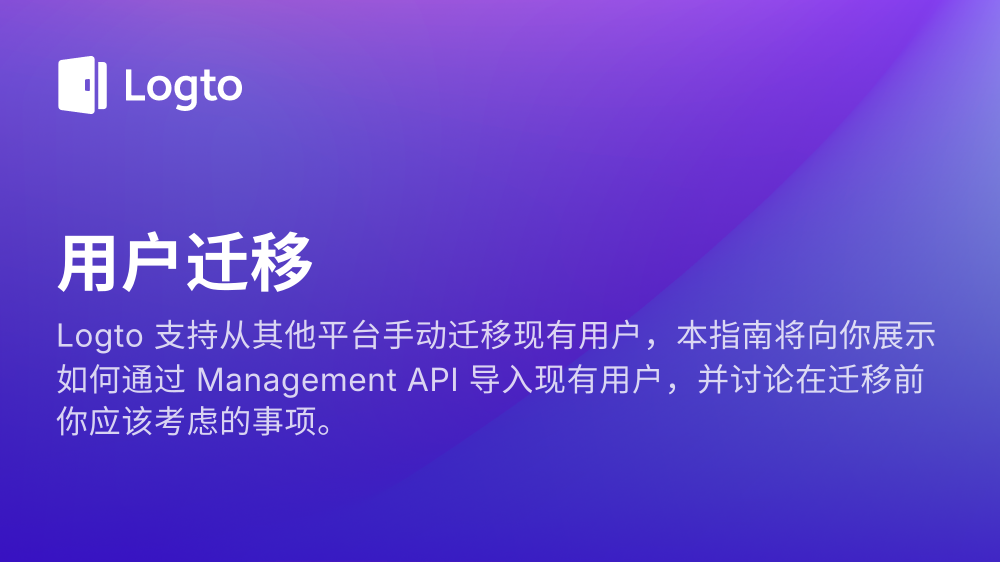 Logto
用户迁移
Logto 支持从其他平台手动迁移现有用户，本指南将向你展示
如何通过 Management API 导入现有用户，并讨论在迁移前
你应该考虑的事项。